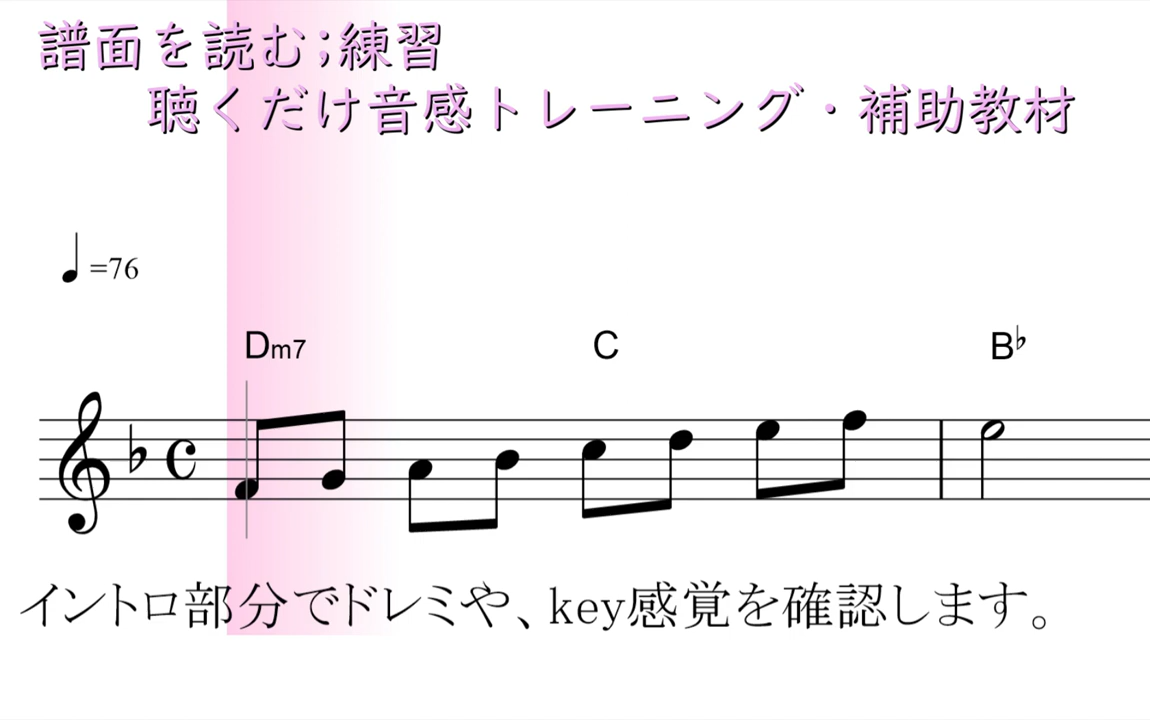 譜面を読む;練習
聴くだけ音感トレーニング・補助教材
♩=76
Dm7 C B♭
イントロ部分でドレミや、key感覚を確認します。